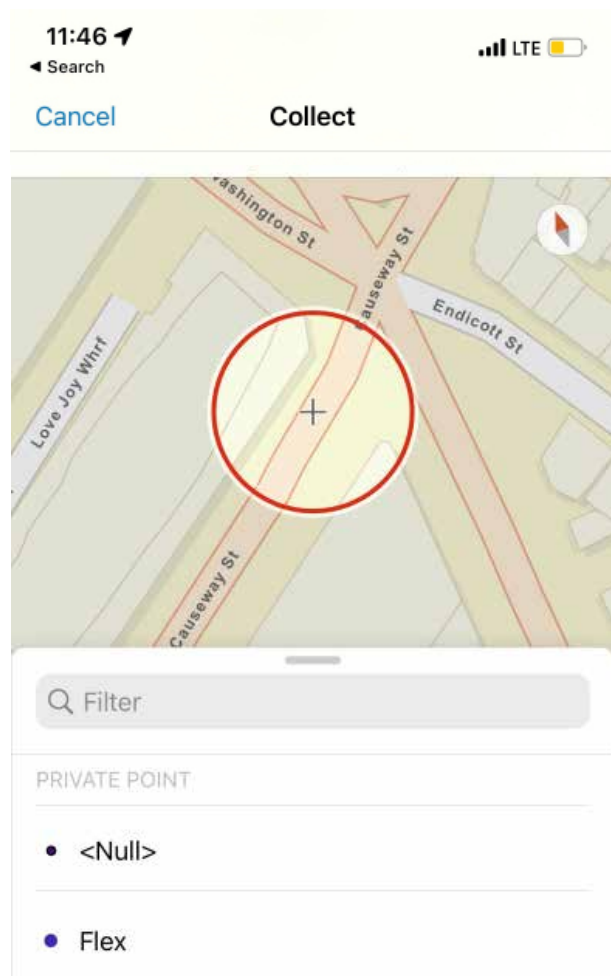 11:46
LTE
◀ Search
Cancel
Collect
Washington St
Causeway St
Endicott St
Love Joy Whrf
Causeway St
Filter
PRIVATE POINT
<Null>
Flex